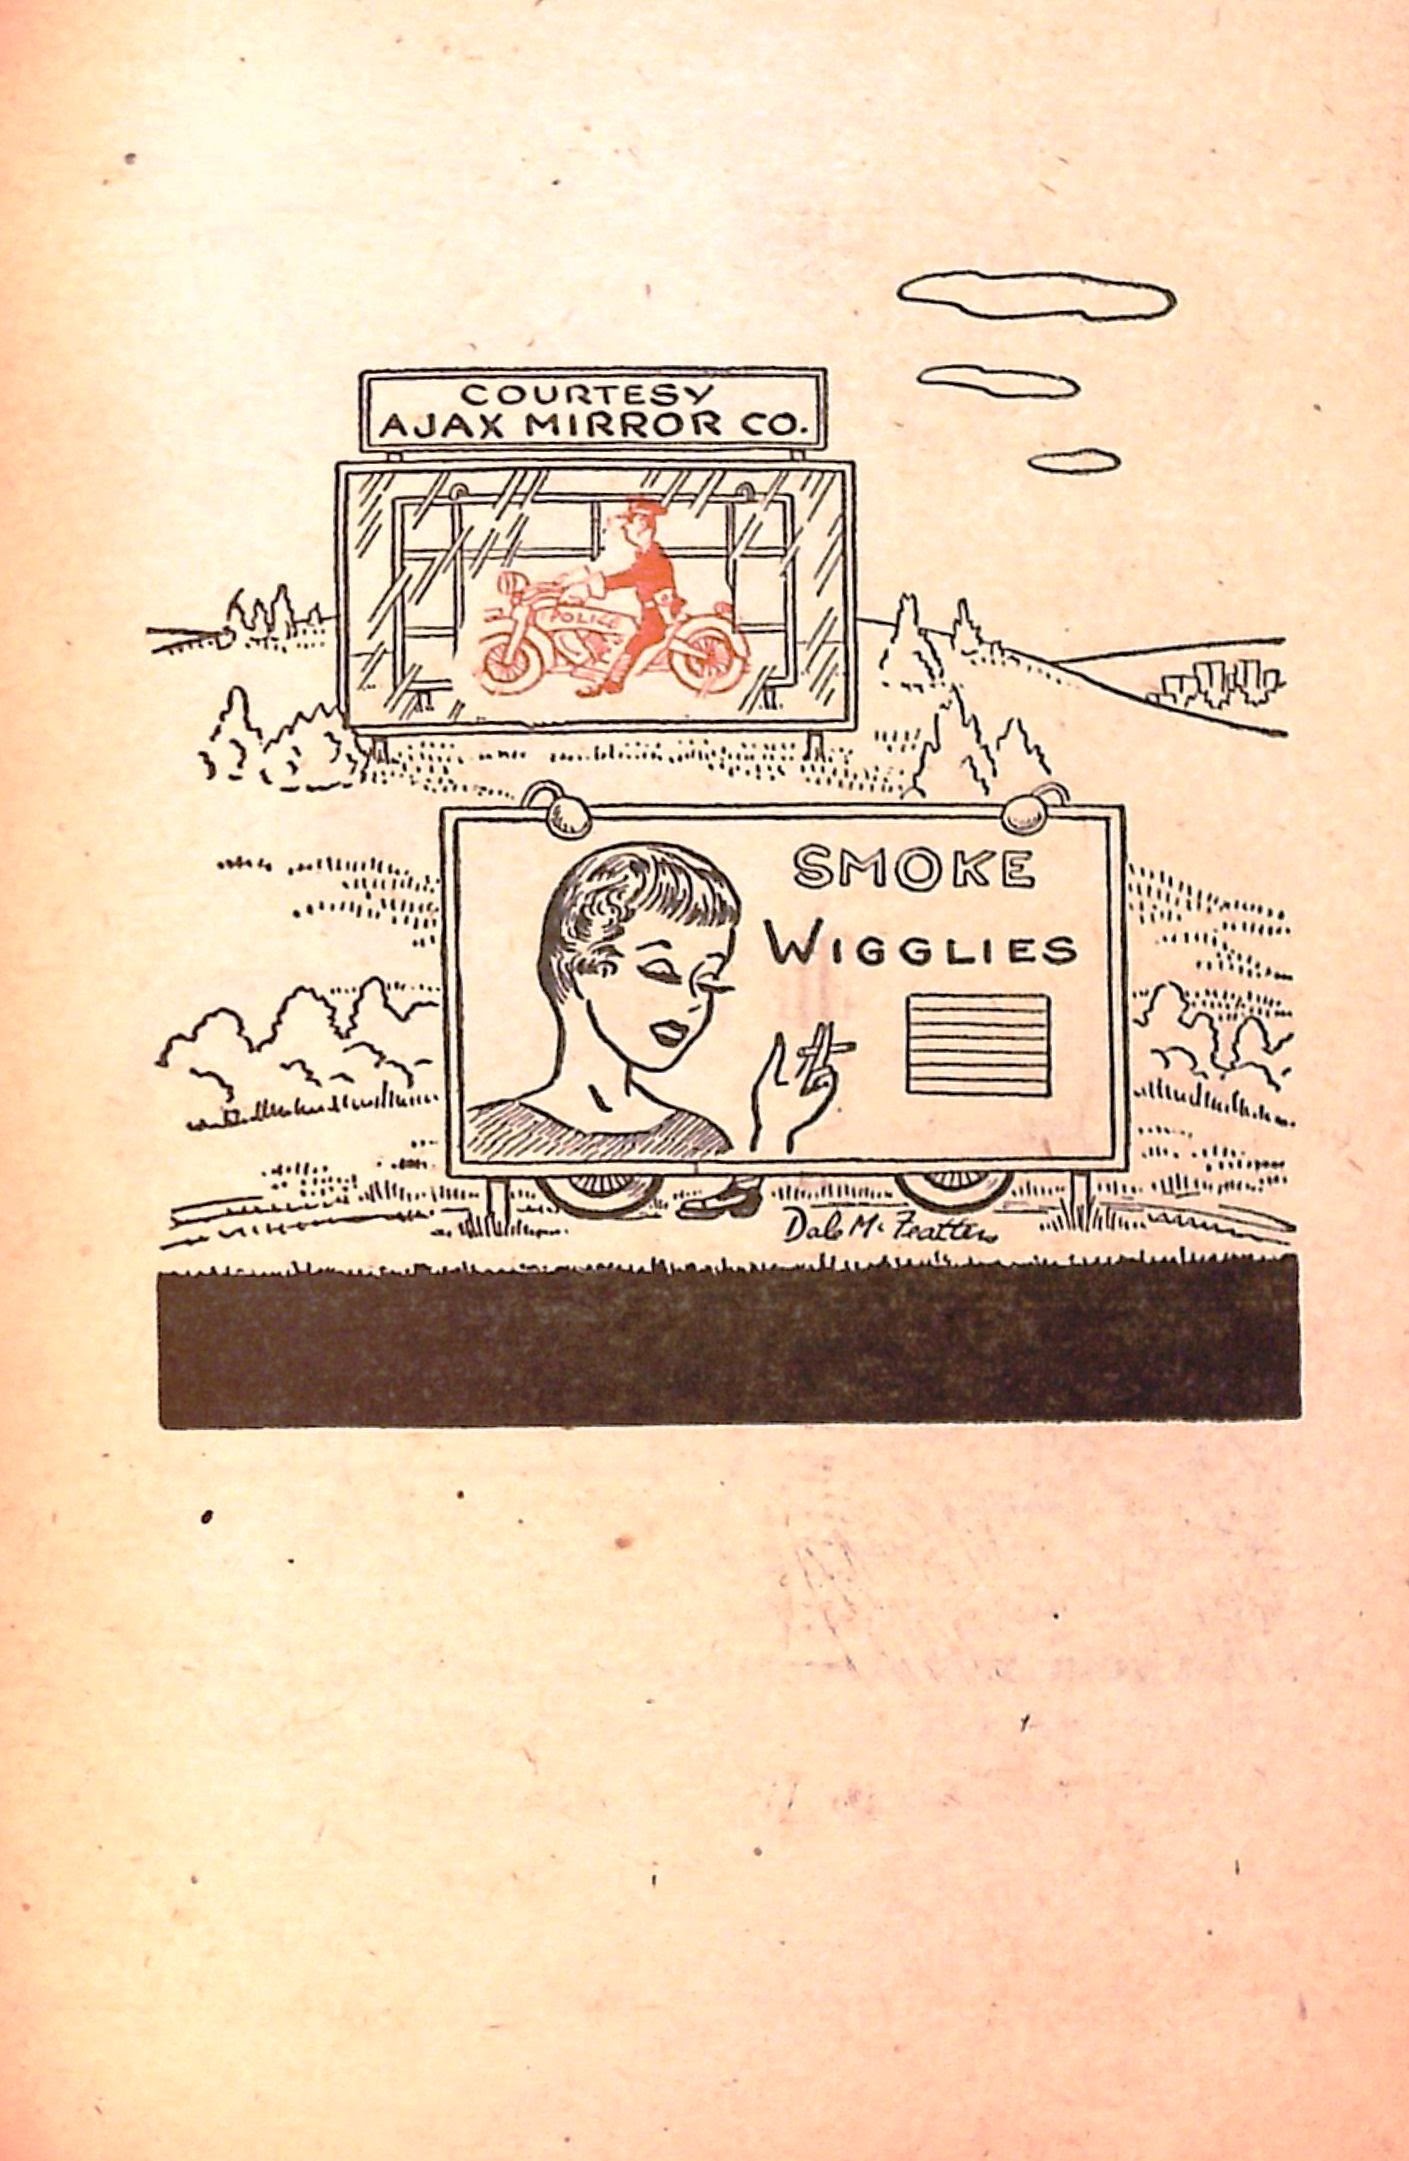 COURTESY
AJAX MIRROR CO.
POLICE
SMOKE
WIGGLIES
Dale McFeatters